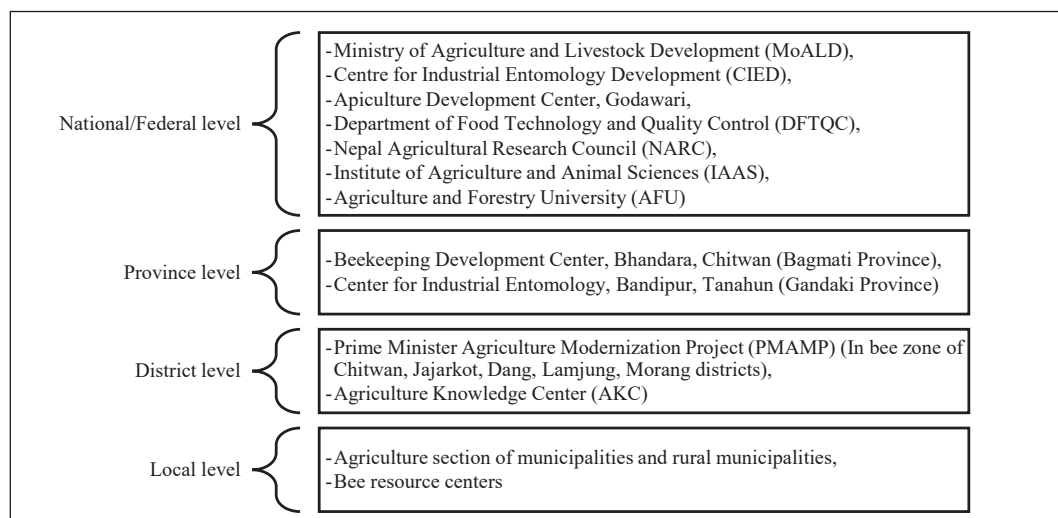 National/Federal level
-Ministry of Agriculture and Livestock Development (MoALD),
-Centre for Industrial Entomology Development (CIED),
-Apiculture Development Center, Godawari,
-Department of Food Technology and Quality Control (DFTQC),
-Nepal Agricultural Research Council (NARC),
-Institute of Agriculture and Animal Sciences (IAAS),
-Agriculture and Forestry University (AFU)
Province level
-Beekeeping Development Center, Bhandara, Chitwan (Bagmati Province),
-Center for Industrial Entomology, Bandipur, Tanahun (Gandaki Province)
District level
-Prime Minister Agriculture Modernization Project (PMAMP) (In bee zone of
Chitwan, Jajarkot, Dang, Lamjung, Morang districts),
-Agriculture Knowledge Center (AKC)
Local level
-Agriculture section of municipalities and rural municipalities,
-Bee resource centers